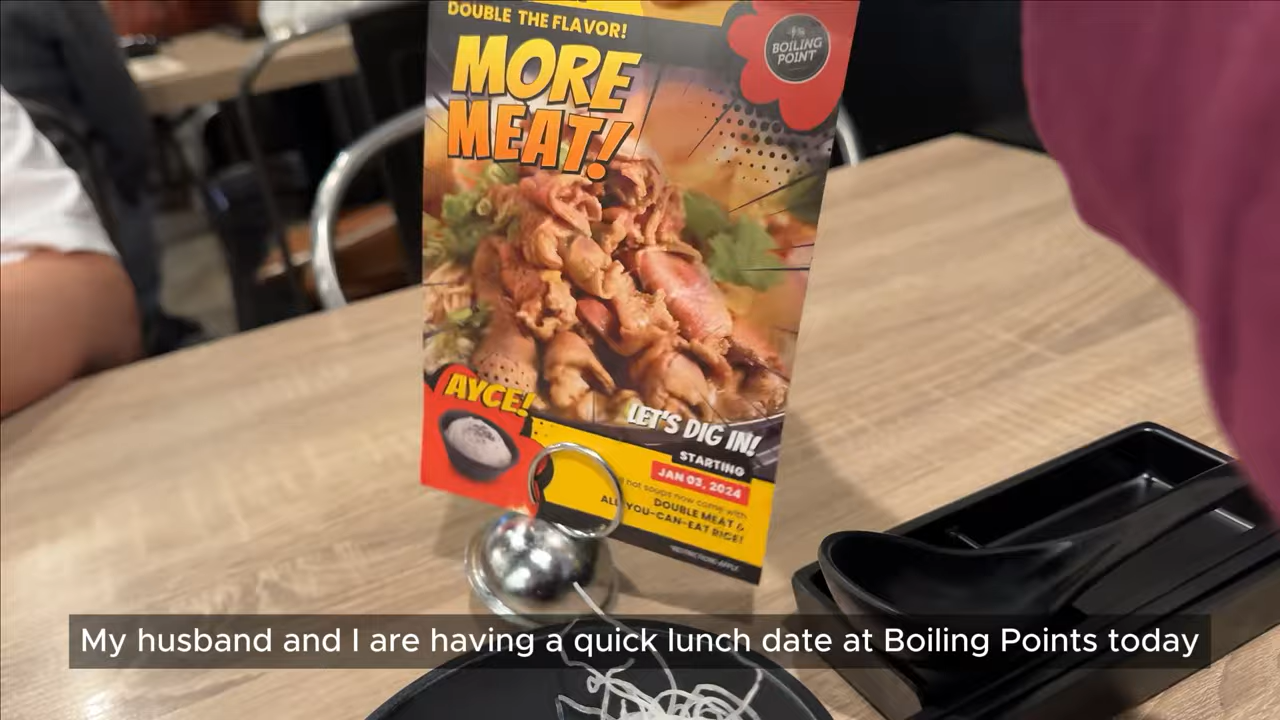 DOUBLE THE FLAVOR!
MORE
MEAT!
BOILING
POINT
AYCE!
LET'S DIG IN!
STARTING
JAN 03, 2024
hot soups now come with
DOUBLE MEAT &
ALL-YOU-CAN-EAT RICE!
*RESTRICTIONS APPLY
My husband and I are having a quick lunch date at Boiling Points today